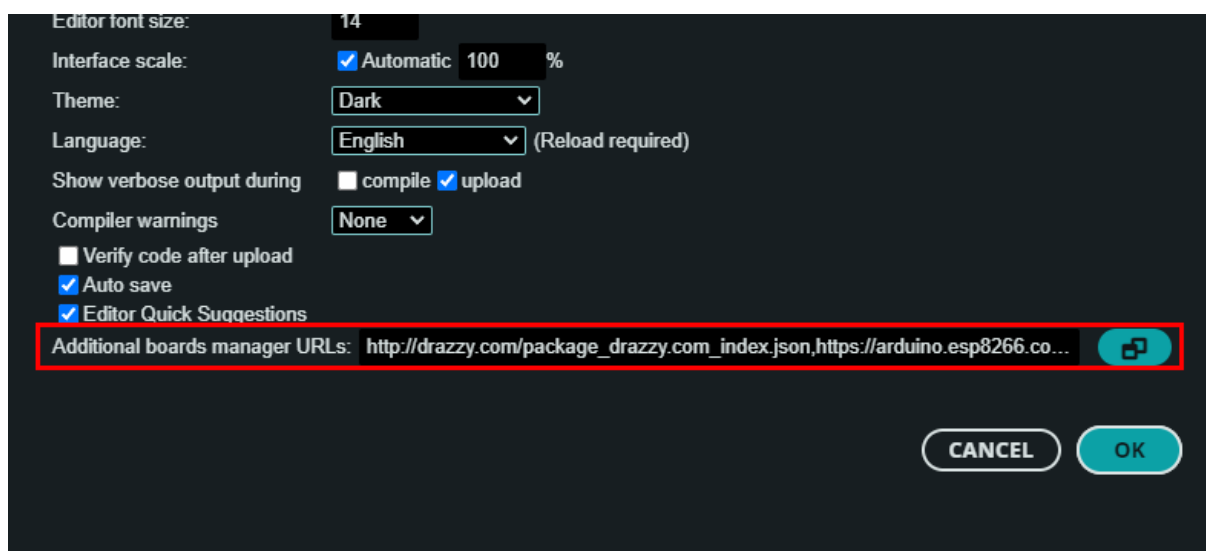 Editor font size: 14
Interface scale: Automatic 100 %
Theme: Dark
Language: English (Reload required)
Show verbose output during compile upload
Compiler warnings None
Verify code after upload
Auto save
Editor Quick Suggestions
Additional boards manager URLs: http://drazzy.com/package_drazzy.com_index.json,https://arduino.esp8266.co...
CANCEL OK